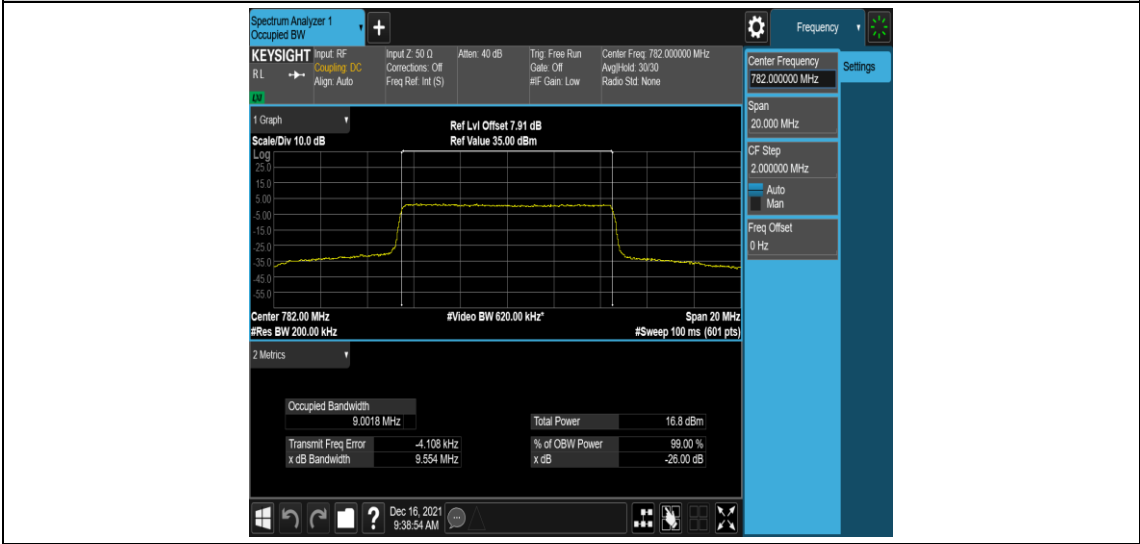 Spectrum Analyzer 1
Occupied BW
+
Frequency
KEYSIGHT
Input: RF
Input Z: 50 Ω
Atten: 40 dB
Trig: Free Run
Center Freq: 782.000000 MHz
R L
Coupling: DC
Corrections: Off
Gate: Off
Avg|Hold: 30/30
Align: Auto
Freq Ref: Int (S)
#IF Gain: Low
Radio Std: None
Center Frequency
782.000000 MHz
Settings
Span
20.000 MHz
CF Step
2.000000 MHz
Auto
Man
Freq Offset
0 Hz
1 Graph
Ref Lvl Offset 7.91 dB
Scale/Div 10.0 dB
Ref Value 35.00 dBm
Log
25.0
15.0
5.00
-5.00
-15.0
-25.0
-35.0
-45.0
-55.0
Center 782.00 MHz
#Video BW 620.00 kHz*
Span 20 MHz
#Res BW 200.00 kHz
#Sweep 100 ms (601 pts)
2 Metrics
Occupied Bandwidth
9.0018 MHz
Total Power 16.8 dBm
Transmit Freq Error -4.108 kHz
% of OBW Power 99.00 %
x dB Bandwidth 9.554 MHz
x dB -26.00 dB
?
Dec 16, 2021
9:38:54 AM